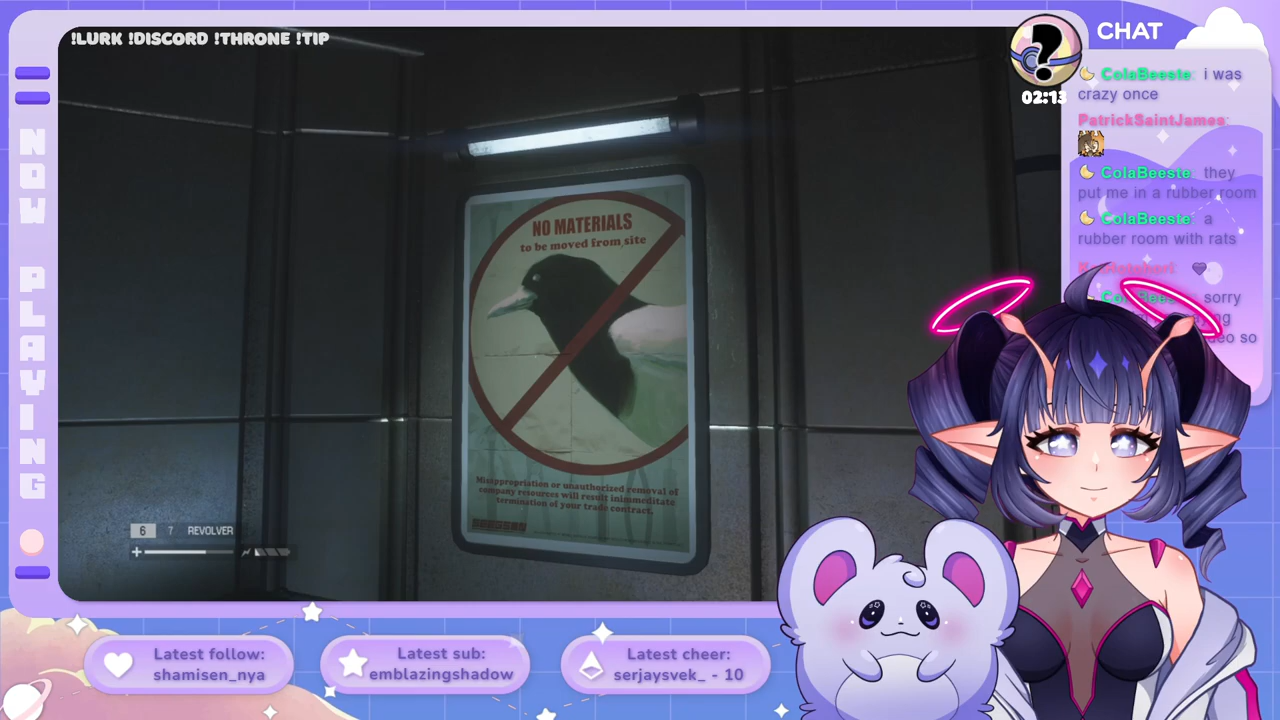 !LURK !DISCORD !THRONE !TIP
NOW PLAYING
NO MATERIALS
to be moved from site
Misappropriation or unauthorized removal of
company resources will result inimmeditate
termination of your trade contract.
SEEGSON
6 7 REVOLVER
02:13
CHAT
ColaBeeste: i was
crazy once
PatrickSaintJames:
ColaBeeste: they
put me in a rubber room
ColaBeeste: a
rubber room with rats
sorry
so
Latest follow:
shamisen_nya
Latest sub:
emblazingshadow
Latest cheer:
serjaysvek_ - 10